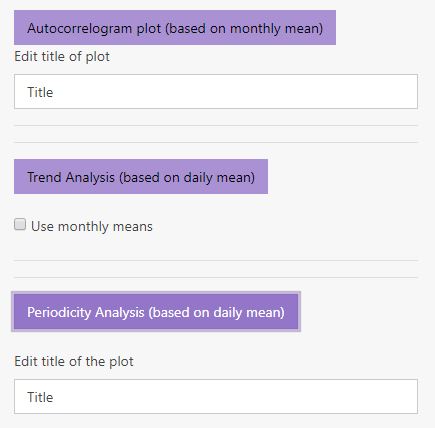 Autocorrelogram plot (based on monthly mean)
Edit title of plot
Title
Trend Analysis (based on daily mean)
Use monthly means
Periodicity Analysis (based on daily mean)
Edit title of the plot
Title